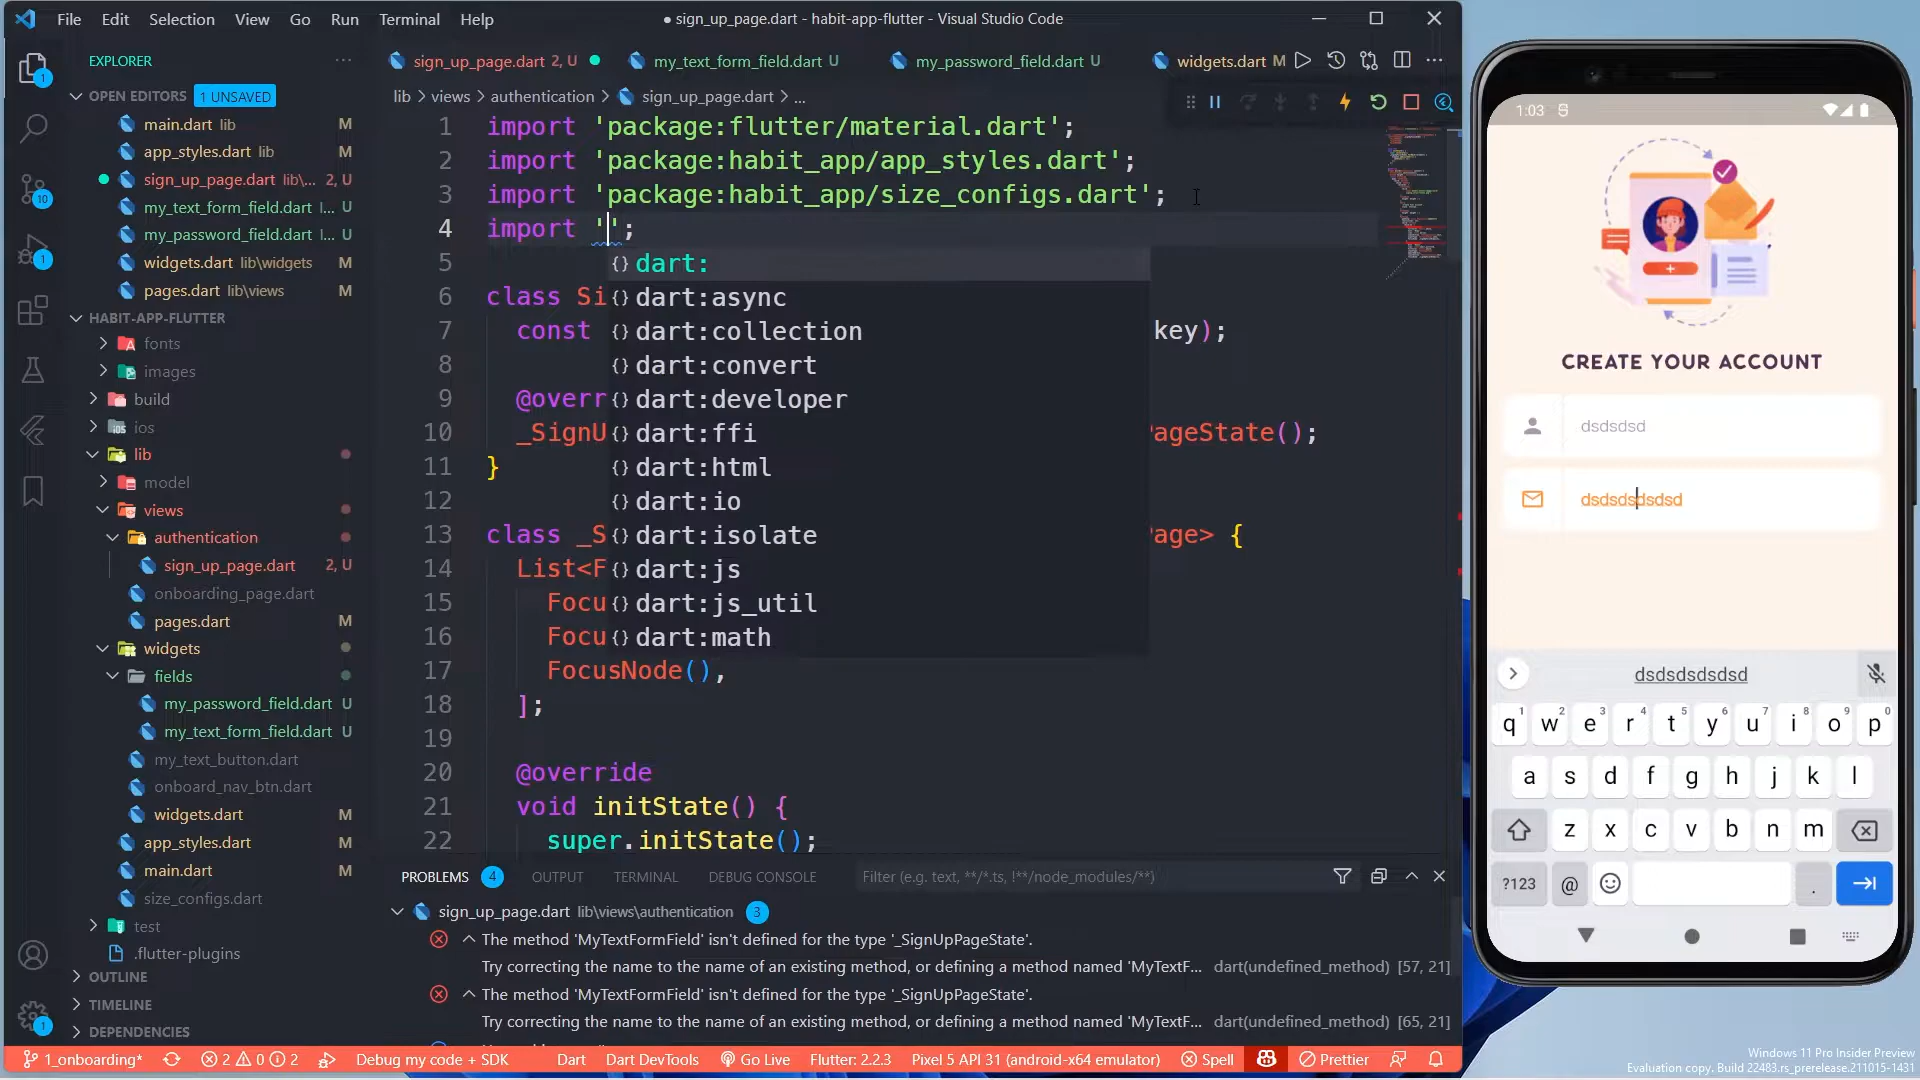 File Edit Selection View Go Run Terminal Help
● sign_up_page.dart - habit-app-flutter - Visual Studio Code
EXPLORER
OPEN EDITORS 1 UNSAVED
main.dart lib M
app_styles.dart lib M
sign_up_page.dart lib\... 2, U
my_text_form_field.dart l... U
my_password_field.dart l... U
widgets.dart lib\widgets M
pages.dart lib\views M
HABIT-APP-FLUTTER
fonts
images
build
ios
lib
model
views
authentication
sign_up_page.dart 2, U
onboarding_page.dart
pages.dart M
widgets
fields
my_password_field.dart U
my_text_form_field.dart U
my_text_button.dart
onboard_nav_btn.dart
widgets.dart M
app_styles.dart M
main.dart M
size_configs.dart
test
.flutter-plugins
OUTLINE
TIMELINE
DEPENDENCIES
sign_up_page.dart 2, U
my_text_form_field.dart U
my_password_field.dart U
widgets.dart M
lib > views > authentication > sign_up_page.dart > ...
1 import 'package:flutter/material.dart';
2 import 'package:habit_app/app_styles.dart';
3 import 'package:habit_app/size_configs.dart';
4 import '';
5
6 class Si
7 const key);
8
9 @overr
10 _SignU ageState();
11 }
12
13 class _S age> {
14 List<F
15 Focu
16 Focu
17 FocusNode(),
18 ];
19
20 @override
21 void initState() {
22 super.initState();
{} dart:
{} dart:async
{} dart:collection
{} dart:convert
{} dart:developer
{} dart:ffi
{} dart:html
{} dart:io
{} dart:isolate
{} dart:js
{} dart:js_util
{} dart:math
PROBLEMS 4 OUTPUT TERMINAL DEBUG CONSOLE
Filter (e.g. text, **/*.ts, !**/node_modules/**)
sign_up_page.dart lib\views\authentication 3
The method 'MyTextFormField' isn't defined for the type '_SignUpPageState'.
Try correcting the name to the name of an existing method, or defining a method named 'MyTextF... dart(undefined_method) [57, 21]
The method 'MyTextFormField' isn't defined for the type '_SignUpPageState'.
Try correcting the name to the name of an existing method, or defining a method named 'MyTextF... dart(undefined_method) [65, 21]
1_onboarding* 2 0 2 Debug my code + SDK Dart Dart DevTools Go Live Flutter: 2.2.3 Pixel 5 API 31 (android-x64 emulator) Spell Prettier
1
10
1
1
1:03
CREATE YOUR ACCOUNT
dsdsdsd
dsdsdsdsdsd
dsdsdsdsdsd
q1 w2 e3 r4 t5 y6 u7 i8 o9 p0
a s d f g h j k l
z x c v b n m
?123 @ .
Windows 11 Pro Insider Preview
Evaluation copy. Build 22483.rs_prerelease.211015-1431